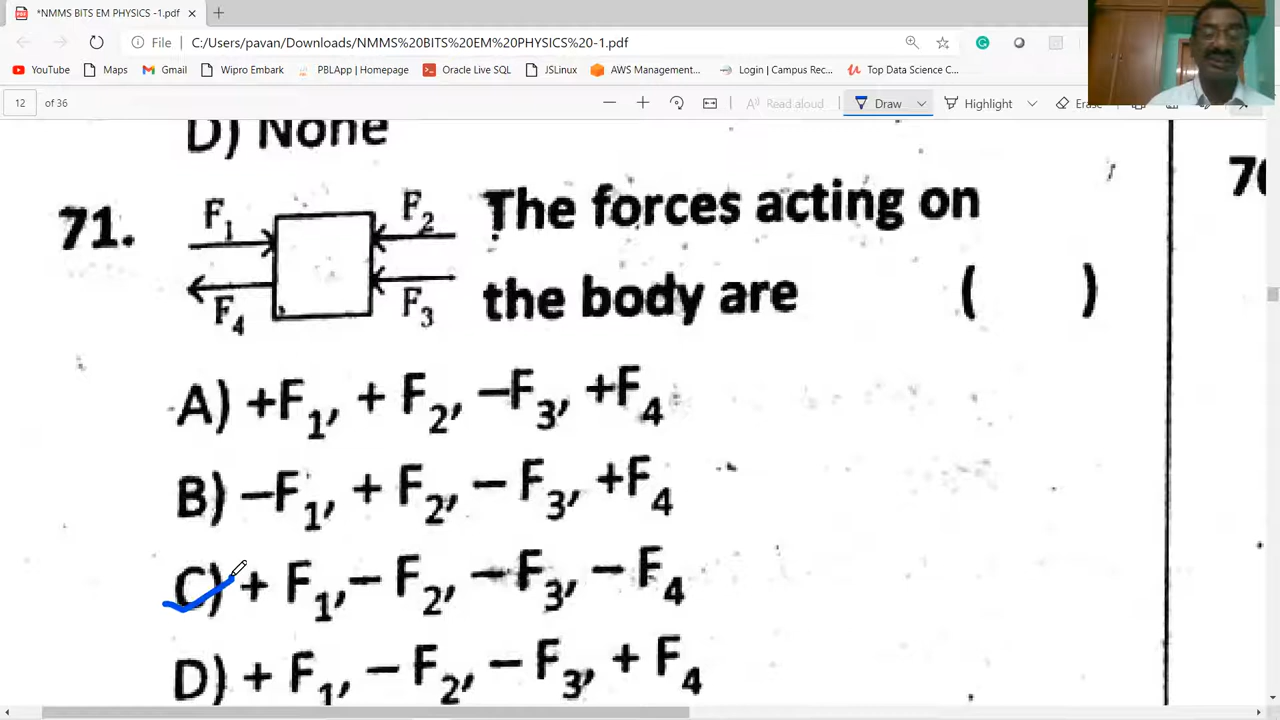 *NMMS BITS EM PHYSICS -1.pdf
File C:/Users/pavan/Downloads/NMMS%20BITS%20EM%20PHYSICS%20-1.pdf
YouTube Maps Gmail Wipro Embark PBLApp | Homepage Oracle Live SQL JSLinux AWS Management... Login | Campus Rec... Top Data Science C...
12 of 36 Read aloud Draw Highlight Erase
D) None
71. F1 F2 F4 F3 The forces acting on
the body are ( )
A) +F1, + F2, –F3, +F4
B) –F1, + F2, – F3, +F4
C) + F1, – F2, – F3, – F4
D) + F1, – F2, – F3, + F4